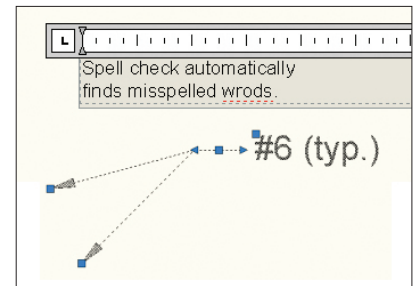 L
Spell check automatically
finds misspelled wrods.
#6 (typ.)